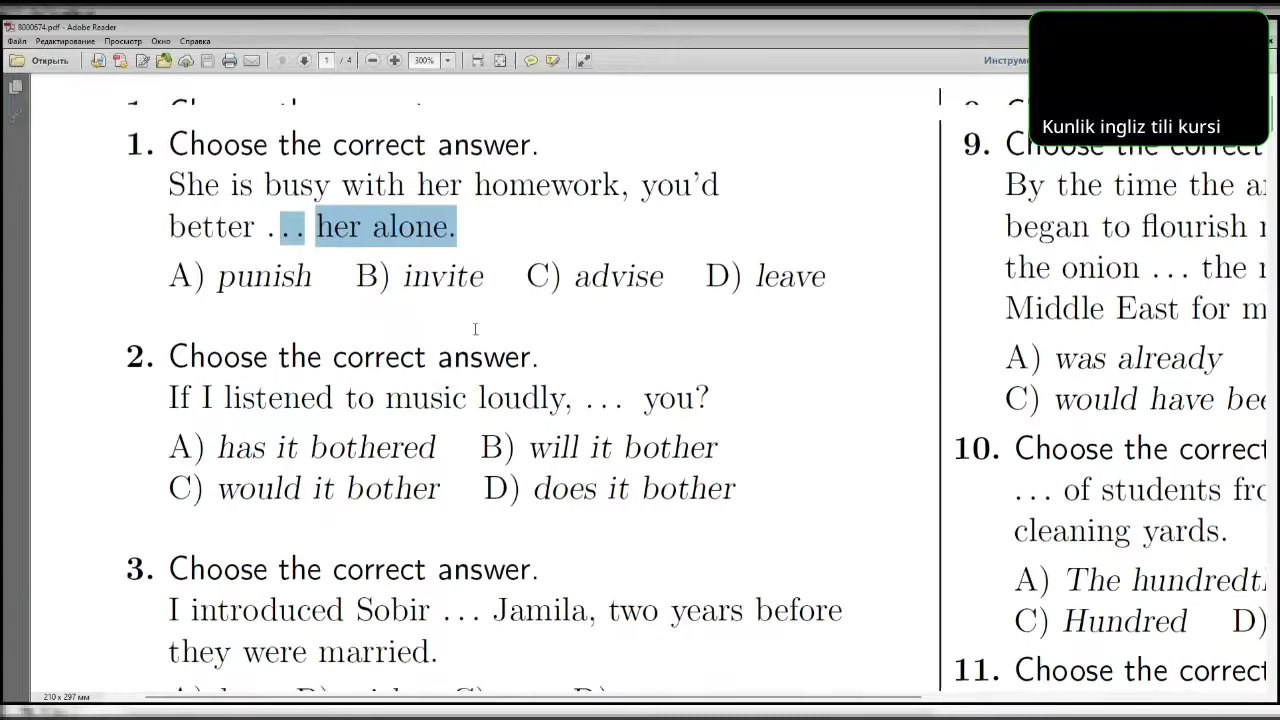 8000674.pdf - Adobe Reader
Файл Редактирование Просмотр Окно Справка
Открыть 1 / 4 300%
Kunlik ingliz tili kursi
1. Choose the correct answer.
She is busy with her homework, you'd
better ... her alone.
A) punish B) invite C) advise D) leave
2. Choose the correct answer.
If I listened to music loudly, ... you?
A) has it bothered B) will it bother
C) would it bother D) does it bother
3. Choose the correct answer.
I introduced Sobir ... Jamila, two years before
they were married.
9. Choose the correct
By the time the
began to flourish
the onion ... the
Middle East for
A) was already
C) would have
10. Choose the correct
... of students
cleaning yards.
A) The
C) Hundred D)
11. Choose the correct
210 x 297 мм